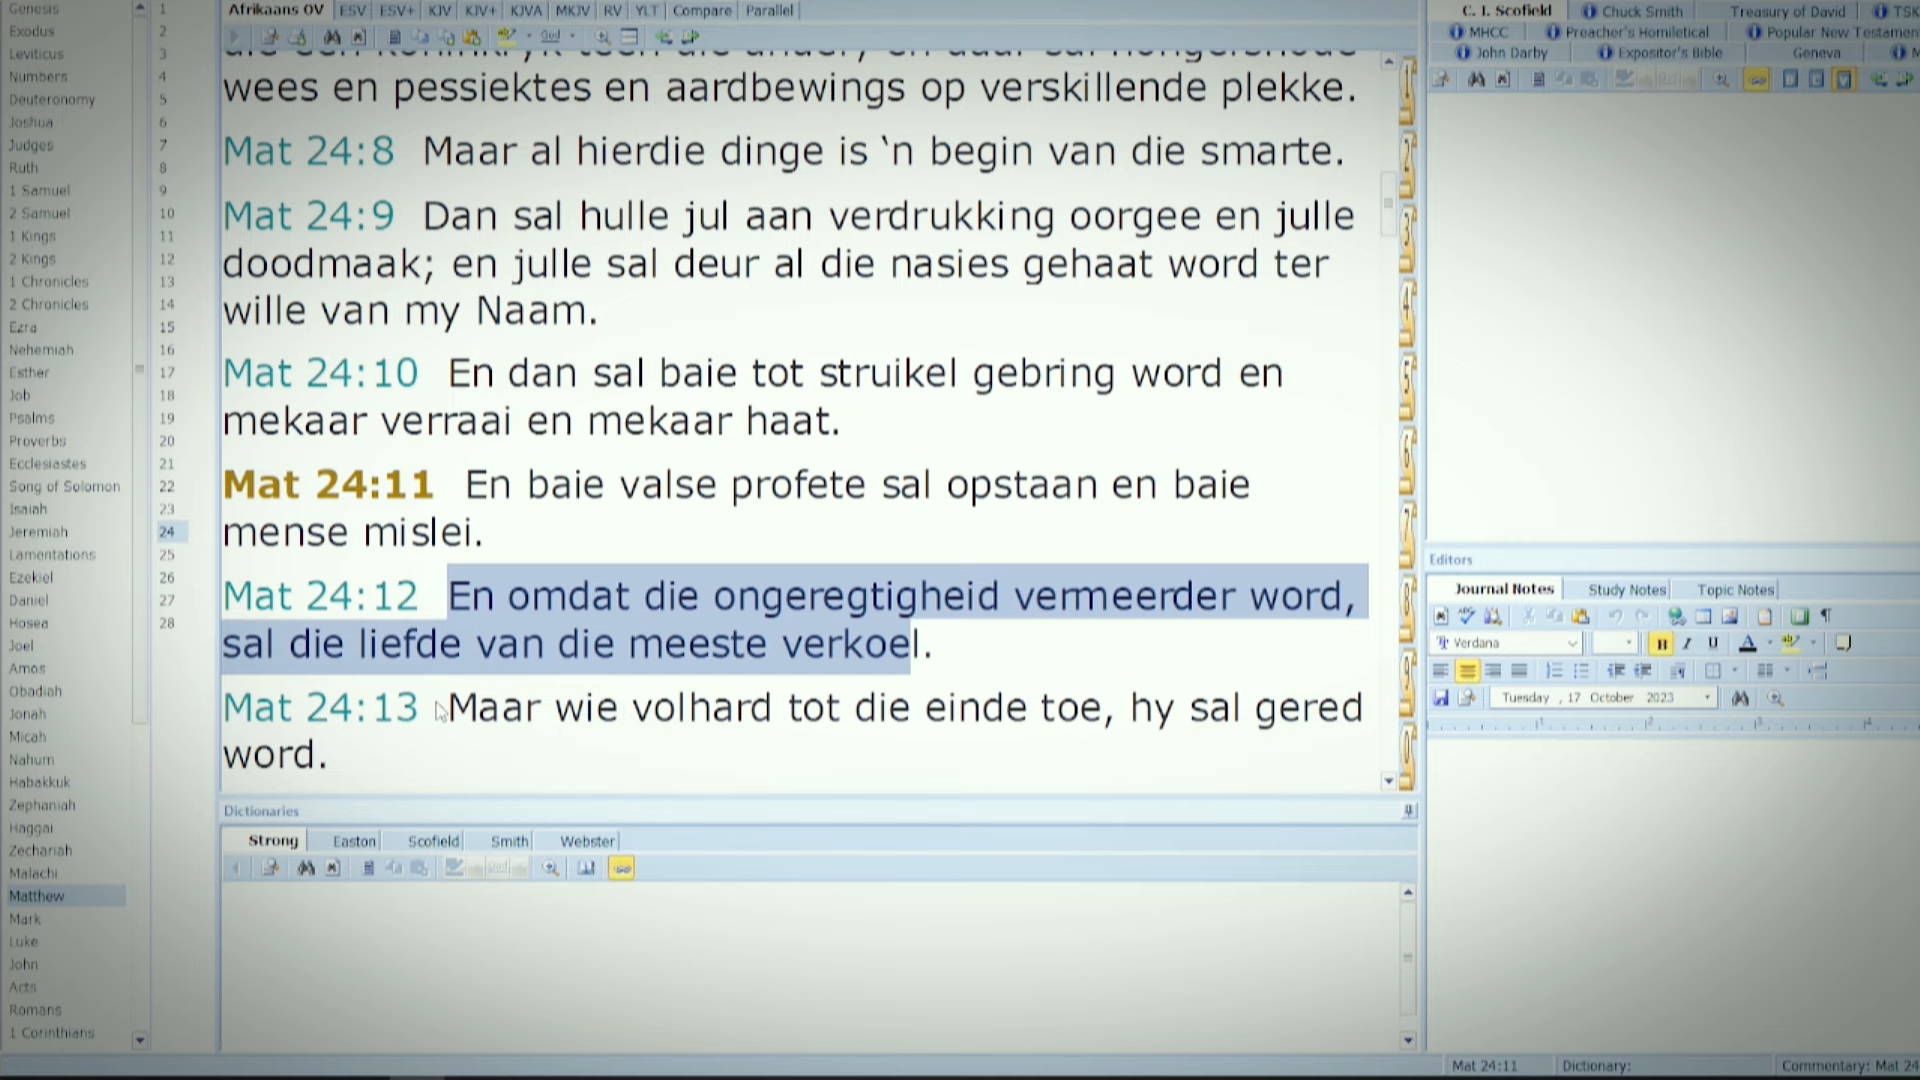 Afrikaans OV ESV ESV+ KJV KJV+ KJVA MKJV RV YLT Compare Parallel
wees en pessiektes en aardbewings op verskillende plekke.
Mat 24:8 Maar al hierdie dinge is ‘n begin van die smarte.
Mat 24:9 Dan sal hulle jul aan verdrukking oorgee en julle
doodmaak; en julle sal deur al die nasies gehaat word ter
wille van my Naam.
Mat 24:10 En dan sal baie tot struikel gebring word en
mekaar verraai en mekaar haat.
Mat 24:11 En baie valse profete sal opstaan en baie
mense mislei.
Mat 24:12 En omdat die ongeregtigheid vermeerder word,
sal die liefde van die meeste verkoel.
Mat 24:13 Maar wie volhard tot die einde toe, hy sal gered
word.
Dictionaries
Strong Easton Scofield Smith Webster
Genesis
Exodus
Leviticus
Numbers
Deuteronomy
Joshua
Judges
Ruth
1 Samuel
2 Samuel
1 Kings
2 Kings
1 Chronicles
2 Chronicles
Ezra
Nehemiah
Esther
Job
Psalms
Proverbs
Ecclesiastes
Song of Solomon
Isaiah
Jeremiah
Lamentations
Ezekiel
Daniel
Hosea
Joel
Amos
Obadiah
Jonah
Micah
Nahum
Habakkuk
Zephaniah
Haggai
Zechariah
Malachi
Matthew
Mark
Luke
John
Acts
Romans
1 Corinthians
1
2
3
4
5
6
7
8
9
10
11
12
13
14
15
16
17
18
19
20
21
22
23
24
25
26
27
28
C. I. Scofield Chuck Smith Treasury of David TSK
MHCC Preacher's Homiletical Popular New Testamen
John Darby Expositor's Bible Geneva
Editors
Journal Notes Study Notes Topic Notes
Verdana
Tuesday , 17 October 2023
Mat 24:11 Dictionary: Commentary: Mat 24